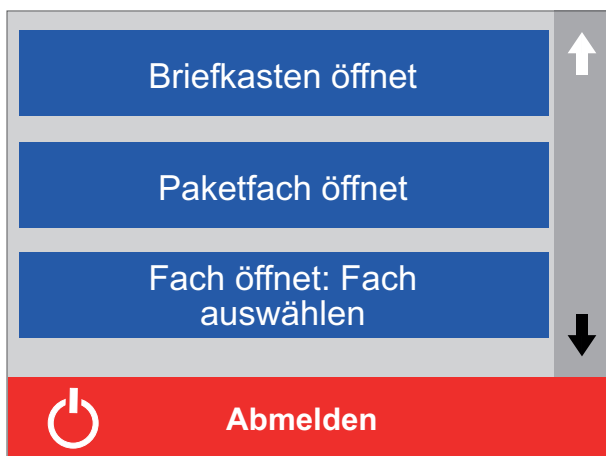 Briefkasten öffnet
Paketfach öffnet
Fach öffnet: Fach
auswählen
Abmelden